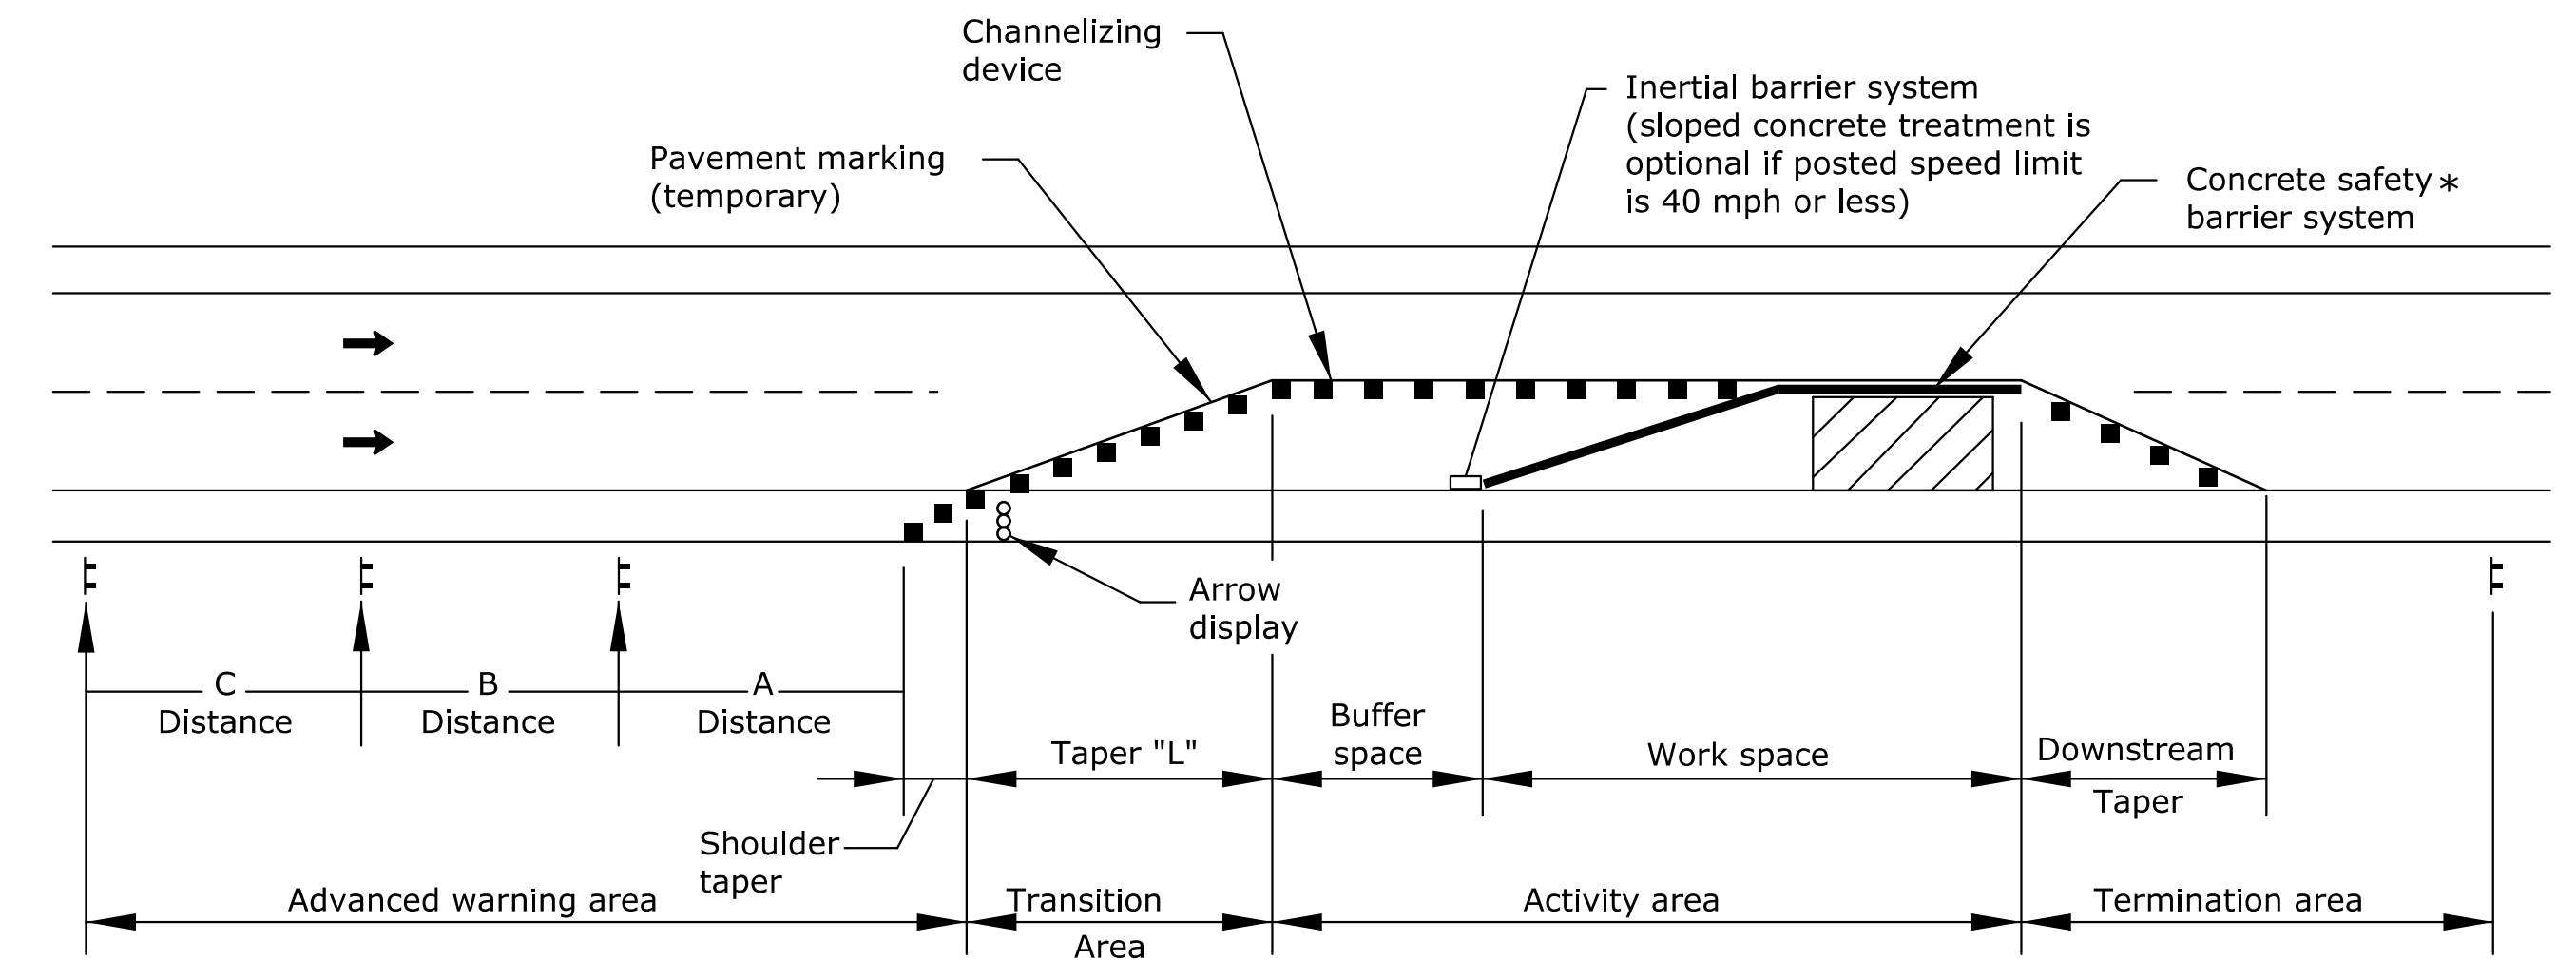 Channelizing
device
Inertial barrier system
(sloped concrete treatment is
optional if posted speed limit
is 40 mph or less)
Pavement marking
(temporary)
Concrete safety*
barrier system
Arrow
display
C
Distance
B
Distance
A
Distance
Shoulder
taper
Taper "L"
Buffer
space
Work space
Downstream
Taper
Advanced warning area
Transition
Area
Activity area
Termination area